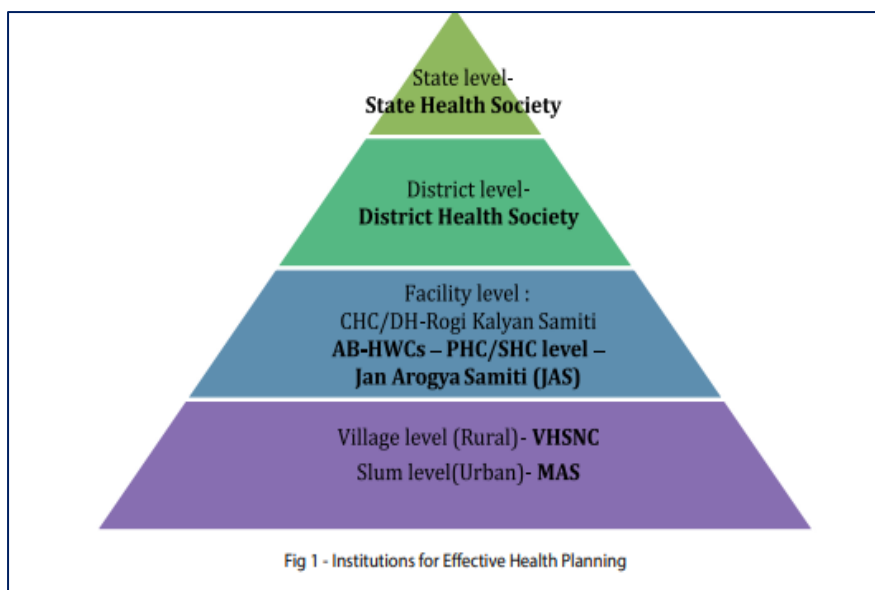 State level-
State Health Society
District level-
District Health Society
Facility level :
CHC/DH-Rogi Kalyan Samiti
AB-HWCs – PHC/SHC level –
Jan Arogya Samiti (JAS)
Village level (Rural)- VHSNC
Slum level(Urban)- MAS
Fig 1 - Institutions for Effective Health Planning